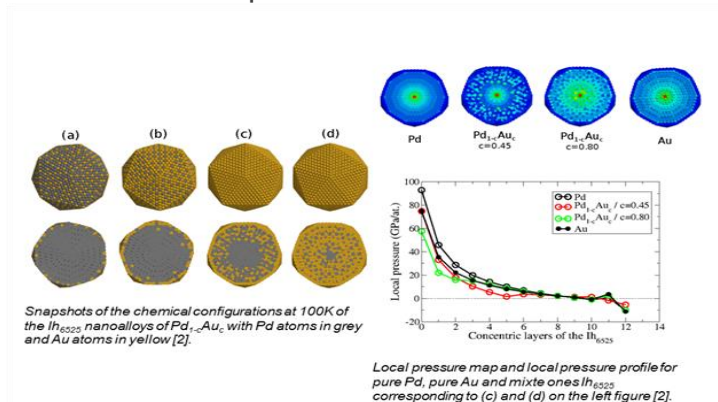 (a) (b) (c) (d)
Snapshots of the chemical configurations at 100K of
the Ih6525 nanoalloys of Pd1-cAuc with Pd atoms in grey
and Au atoms in yellow [2].
Pd
Pd1-cAuc
c=0.45
Pd1-cAuc
c=0.80
Au
Local pressure (GPa/at.)
100
80
60
40
20
0
-20
Pd
Pd1-cAuc / c=0.45
Pd1-cAuc / c=0.80
Au
0 2 4 6 8 10 12 14
Concentric layers of the Ih6525
Local pressure map and local pressure profile for
pure Pd, pure Au and mixte ones Ih6525
corresponding to (c) and (d) on the left figure [2].